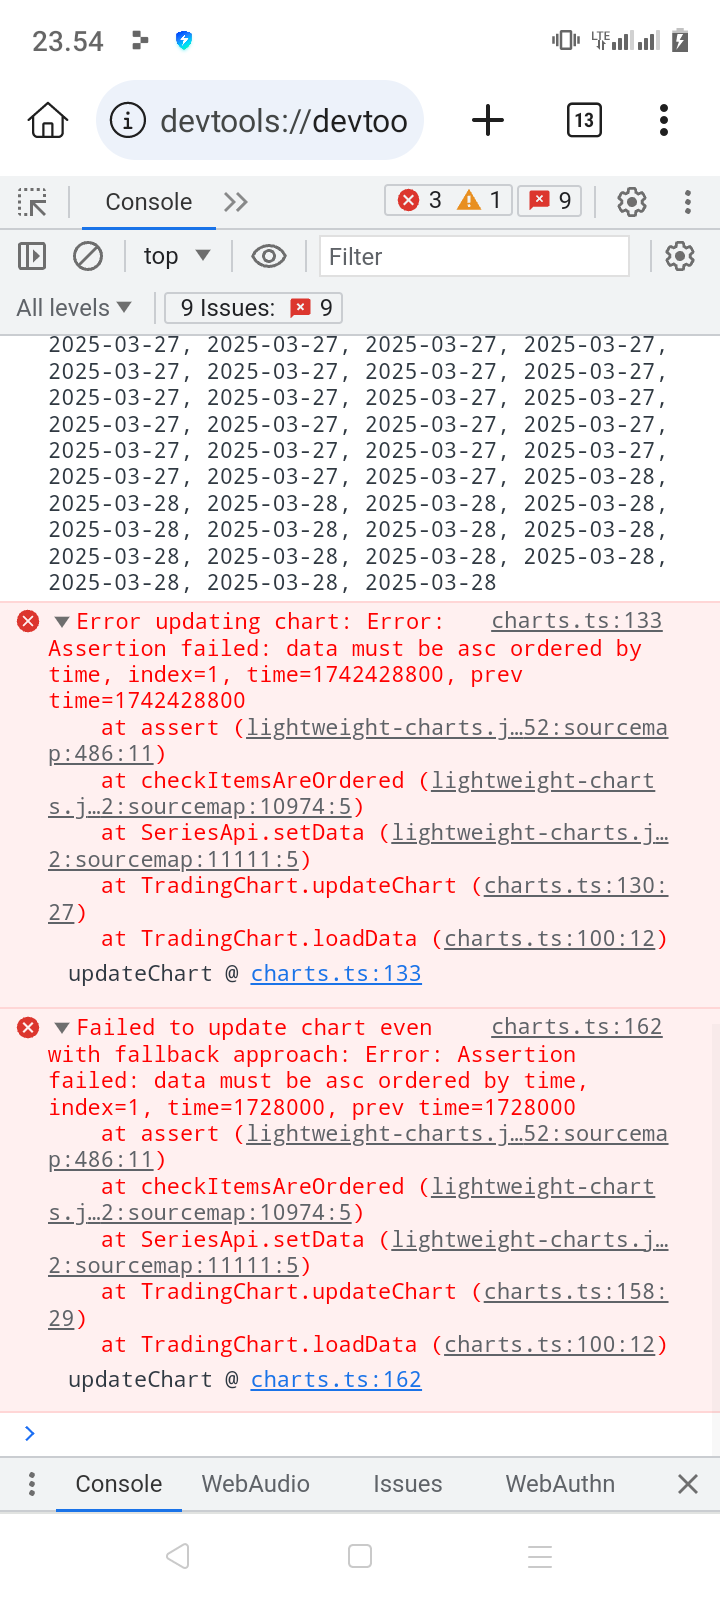 23.54
LTE
devtools://devtoo
13
Console
3
1
9
top
Filter
All levels
9 Issues:
9
2025-03-27, 2025-03-27, 2025-03-27, 2025-03-27,
2025-03-27, 2025-03-27, 2025-03-27, 2025-03-27,
2025-03-27, 2025-03-27, 2025-03-27, 2025-03-27,
2025-03-27, 2025-03-27, 2025-03-27, 2025-03-27,
2025-03-27, 2025-03-27, 2025-03-27, 2025-03-27,
2025-03-27, 2025-03-27, 2025-03-27, 2025-03-28,
2025-03-28, 2025-03-28, 2025-03-28, 2025-03-28,
2025-03-28, 2025-03-28, 2025-03-28, 2025-03-28,
2025-03-28, 2025-03-28, 2025-03-28, 2025-03-28,
2025-03-28, 2025-03-28, 2025-03-28
Error updating chart: Error: charts.ts:133
Assertion failed: data must be asc ordered by
time, index=1, time=1742428800, prev
time=1742428800
at assert (lightweight-charts.j…52:sourcema
p:486:11)
at checkItemsAreOrdered (lightweight-chart
s.j…2:sourcemap:10974:5)
at SeriesApi.setData (lightweight-charts.j…
2:sourcemap:11111:5)
at TradingChart.updateChart (charts.ts:130:
27)
at TradingChart.loadData (charts.ts:100:12)
updateChart @ charts.ts:133
Failed to update chart even charts.ts:162
with fallback approach: Error: Assertion
failed: data must be asc ordered by time,
index=1, time=1728000, prev time=1728000
at assert (lightweight-charts.j…52:sourcema
p:486:11)
at checkItemsAreOrdered (lightweight-chart
s.j…2:sourcemap:10974:5)
at SeriesApi.setData (lightweight-charts.j…
2:sourcemap:11111:5)
at TradingChart.updateChart (charts.ts:158:
29)
at TradingChart.loadData (charts.ts:100:12)
updateChart @ charts.ts:162
Console
WebAudio
Issues
WebAuthn